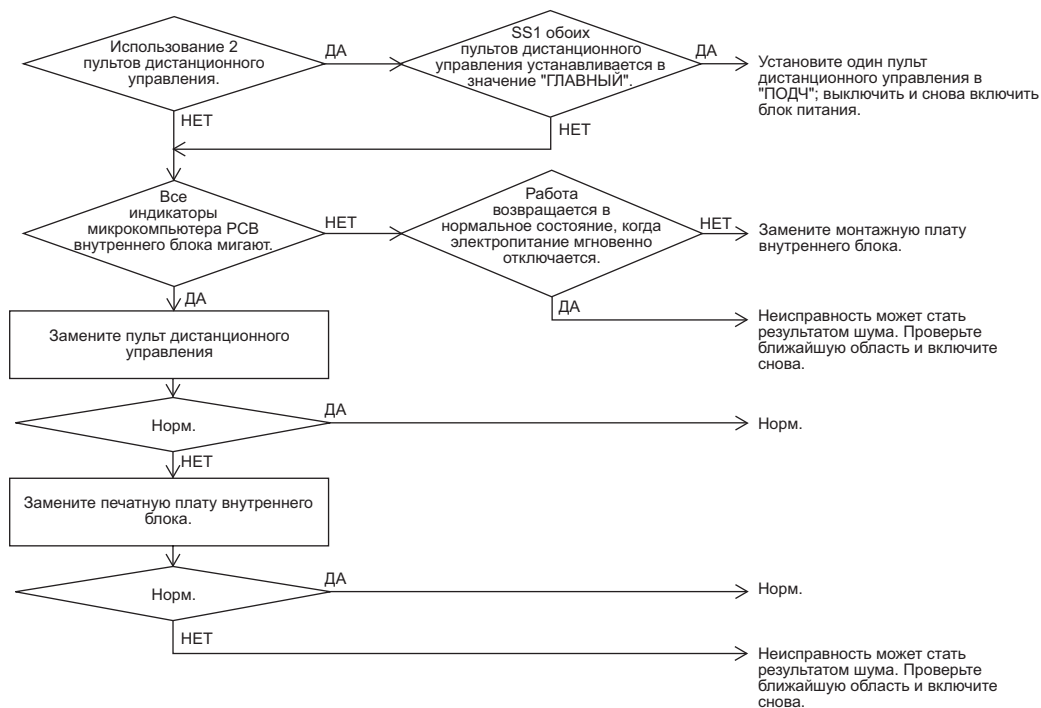 Использование 2
пультов дистанционного
управления.
ДА
SS1 обоих
пультов дистанционного
управления устанавливается в
значение "ГЛАВНЫЙ".
ДА
Установите один пульт
дистанционного управления в
"ПОДЧ"; выключить и снова включить
блок питания.
НЕТ
НЕТ
Все
индикаторы
микрокомпьютера PCB
внутреннего блока мигают.
НЕТ
Работа
возвращается в
нормальное состояние, когда
электропитание мгновенно
отключается.
НЕТ
Замените монтажную плату
внутреннего блока.
ДА
ДА
Неисправность может стать
результатом шума. Проверьте
ближайшую область и включите
снова.
Замените пульт дистанционного
управления
Норм.
ДА
Норм.
НЕТ
Замените печатную плату внутреннего
блока.
Норм.
ДА
Норм.
НЕТ
Неисправность может стать
результатом шума. Проверьте
ближайшую область и включите
снова.